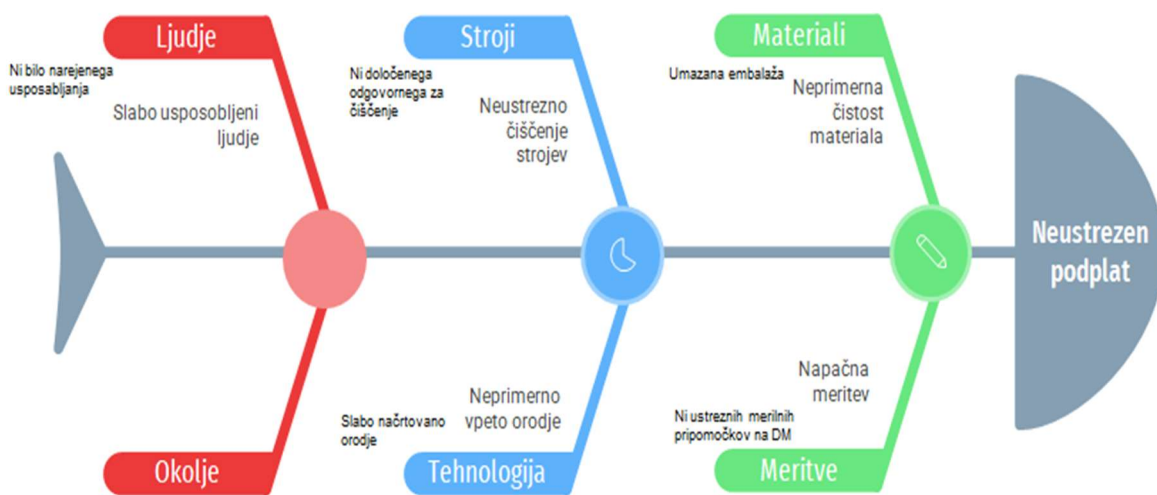 Ljudje
Stroji
Materiali
Ni bilo narejenega
usposabljanja
Slabo usposobljeni
ljudje
Ni določenega
odgovornega za
čiščenje
Neustrezno
čiščenje
strojev
Umazana embalaža
Neprimerna
čistost
materiala
Neustrezen
podplat
Slabo načrtovano
orodje
Neprimerno
vpeto orodje
Napačna
meritev
Ni ustreznih merilnih
pripomočkov na DM
Okolje
Tehnologija
Meritve